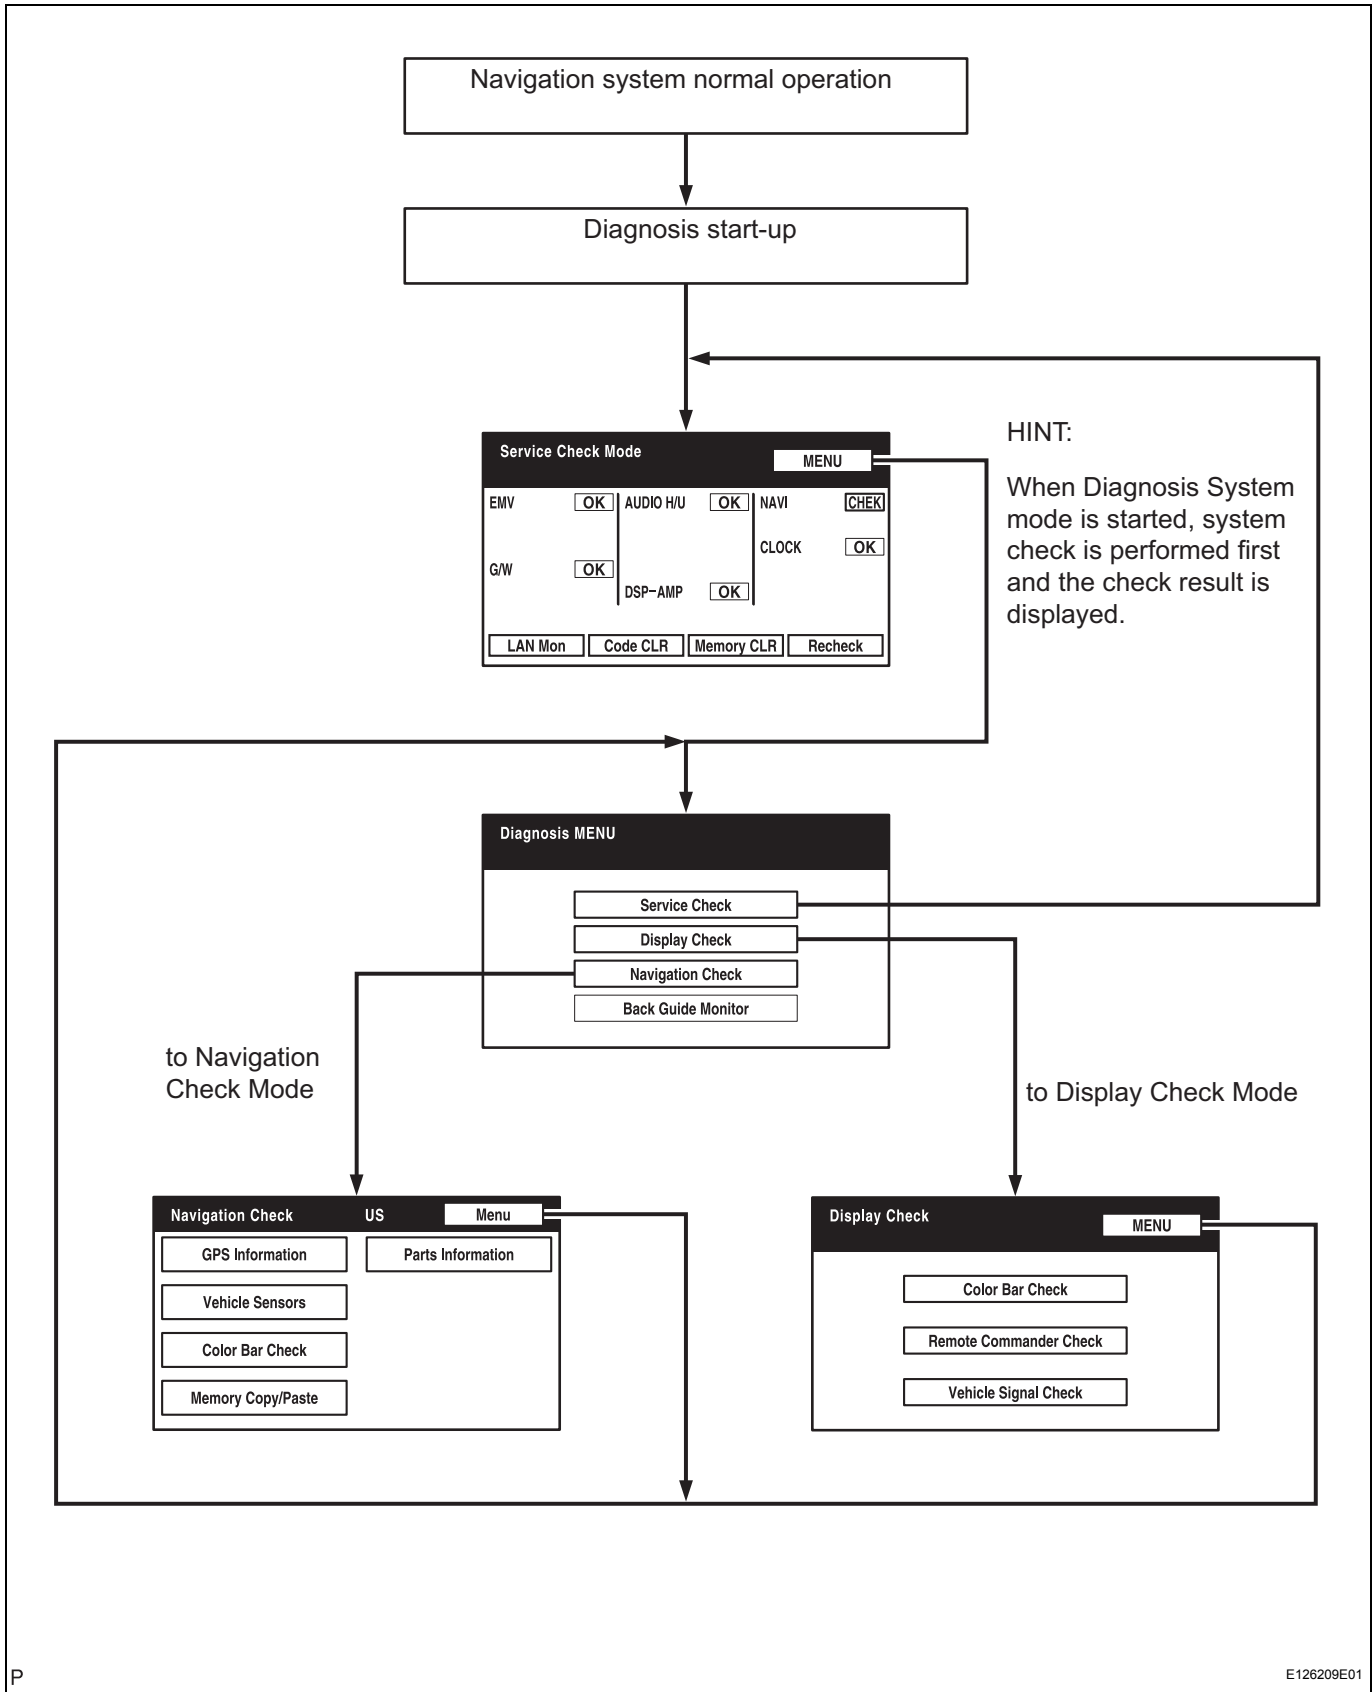 Navigation system normal operation
Diagnosis start-up
Service Check Mode
MENU
EMV OK AUDIO H/U OK NAVI CHEK
CLOCK OK
G/W OK
DSP-AMP OK
LAN Mon Code CLR Memory CLR Recheck
HINT:
When Diagnosis System
mode is started, system
check is performed first
and the check result is
displayed.
Diagnosis MENU
Service Check
Display Check
Navigation Check
Back Guide Monitor
to Navigation
Check Mode
to Display Check Mode
Navigation Check US Menu
GPS Information Parts Information
Vehicle Sensors
Color Bar Check
Memory Copy/Paste
Display Check
MENU
Color Bar Check
Remote Commander Check
Vehicle Signal Check
P
E126209E01